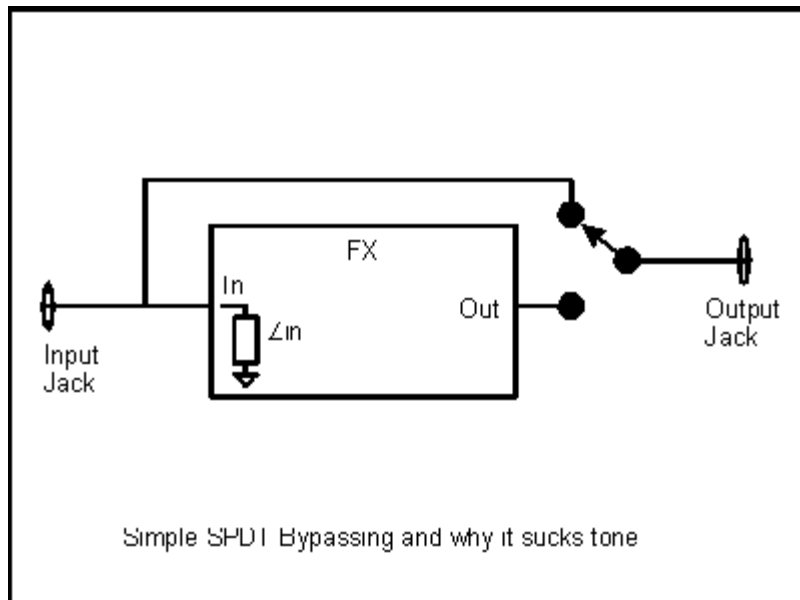 FX
In
Zin
Out
Input
Jack
Output
Jack
Simple SPDT Bypassing and why it sucks tone